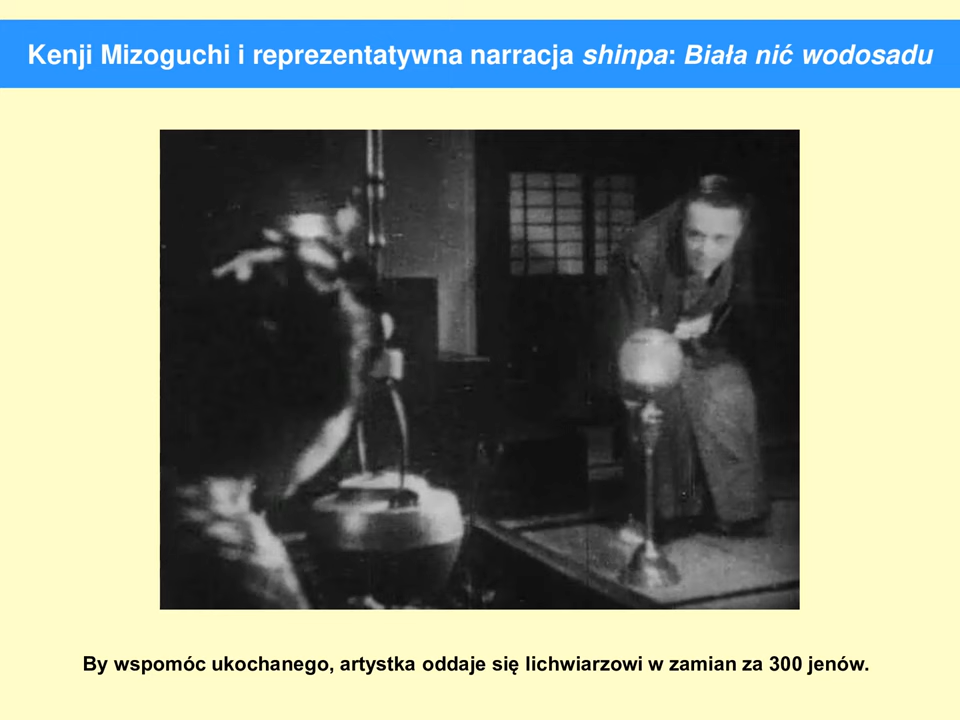 Kenji Mizoguchi i reprezentatywna narracja shinpa: Biała nić wodosadu
By wspomóc ukochanego, artystka oddaje się lichwiarzowi w zamian za 300 jenów.